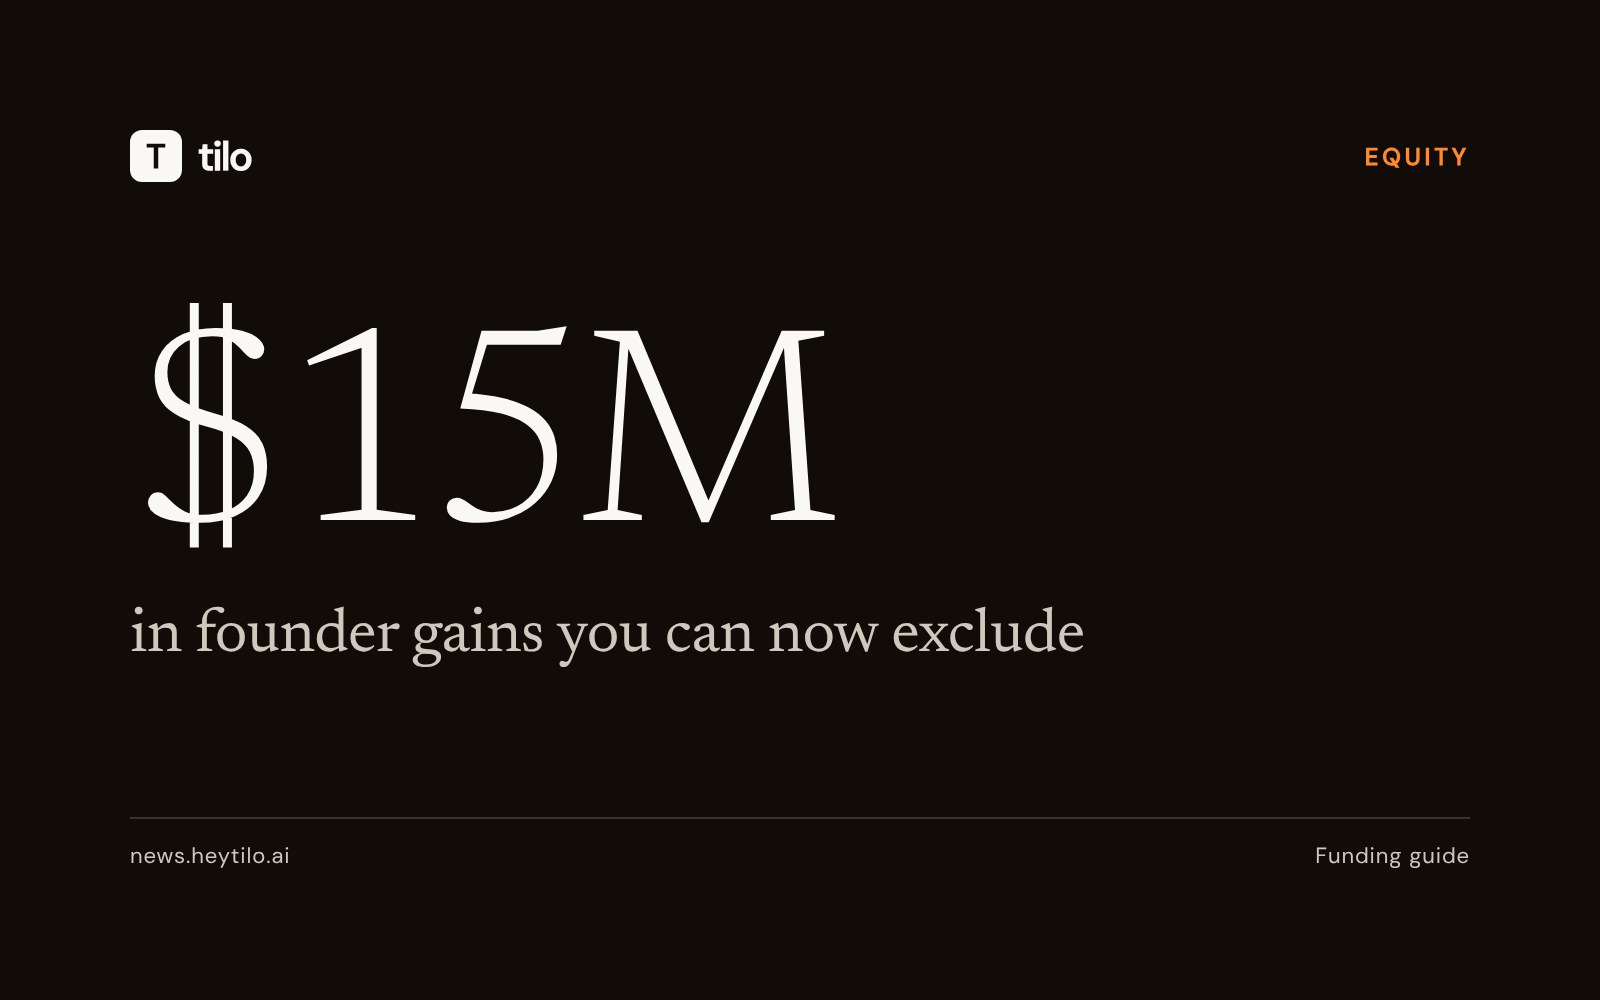 T tilo
EQUITY
$15M
in founder gains you can now exclude
news.heytilo.ai
Funding guide